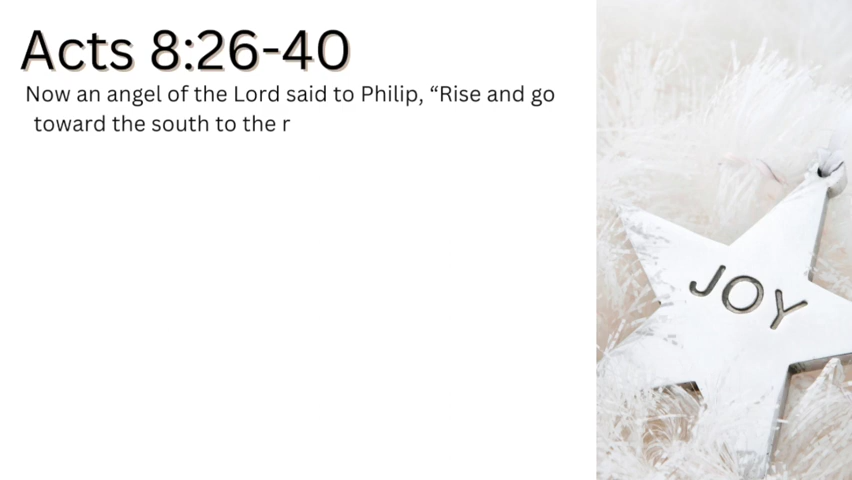 Acts 8:26-40
Now an angel of the Lord said to Philip, “Rise and go
toward the south to the r
JOY